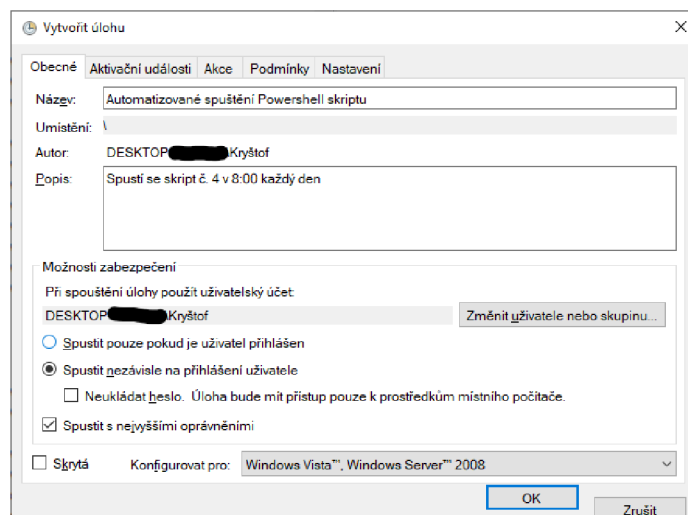 Vytvořit úlohu
Obecné Aktivační události Akce Podmínky Nastavení
Název: Automatizované spuštění Powershell skriptu
Umístění: \
Autor: DESKTOP Kryštof
Popis: Spustí se skript č. 4 v 8:00 každý den
Možnosti zabezpečení
Při spouštění úlohy použít uživatelský účet:
DESKTOP Kryštof Změnit uživatele nebo skupinu...
Spustit pouze pokud je uživatel přihlášen
Spustit nezávisle na přihlášení uživatele
Neukládat heslo. Úloha bude mít přístup pouze k prostředkům místního počítače.
Spustit s nejvyššími oprávněními
Skrytá Konfigurovat pro: Windows Vista™, Windows Server™ 2008
OK
Zrušit